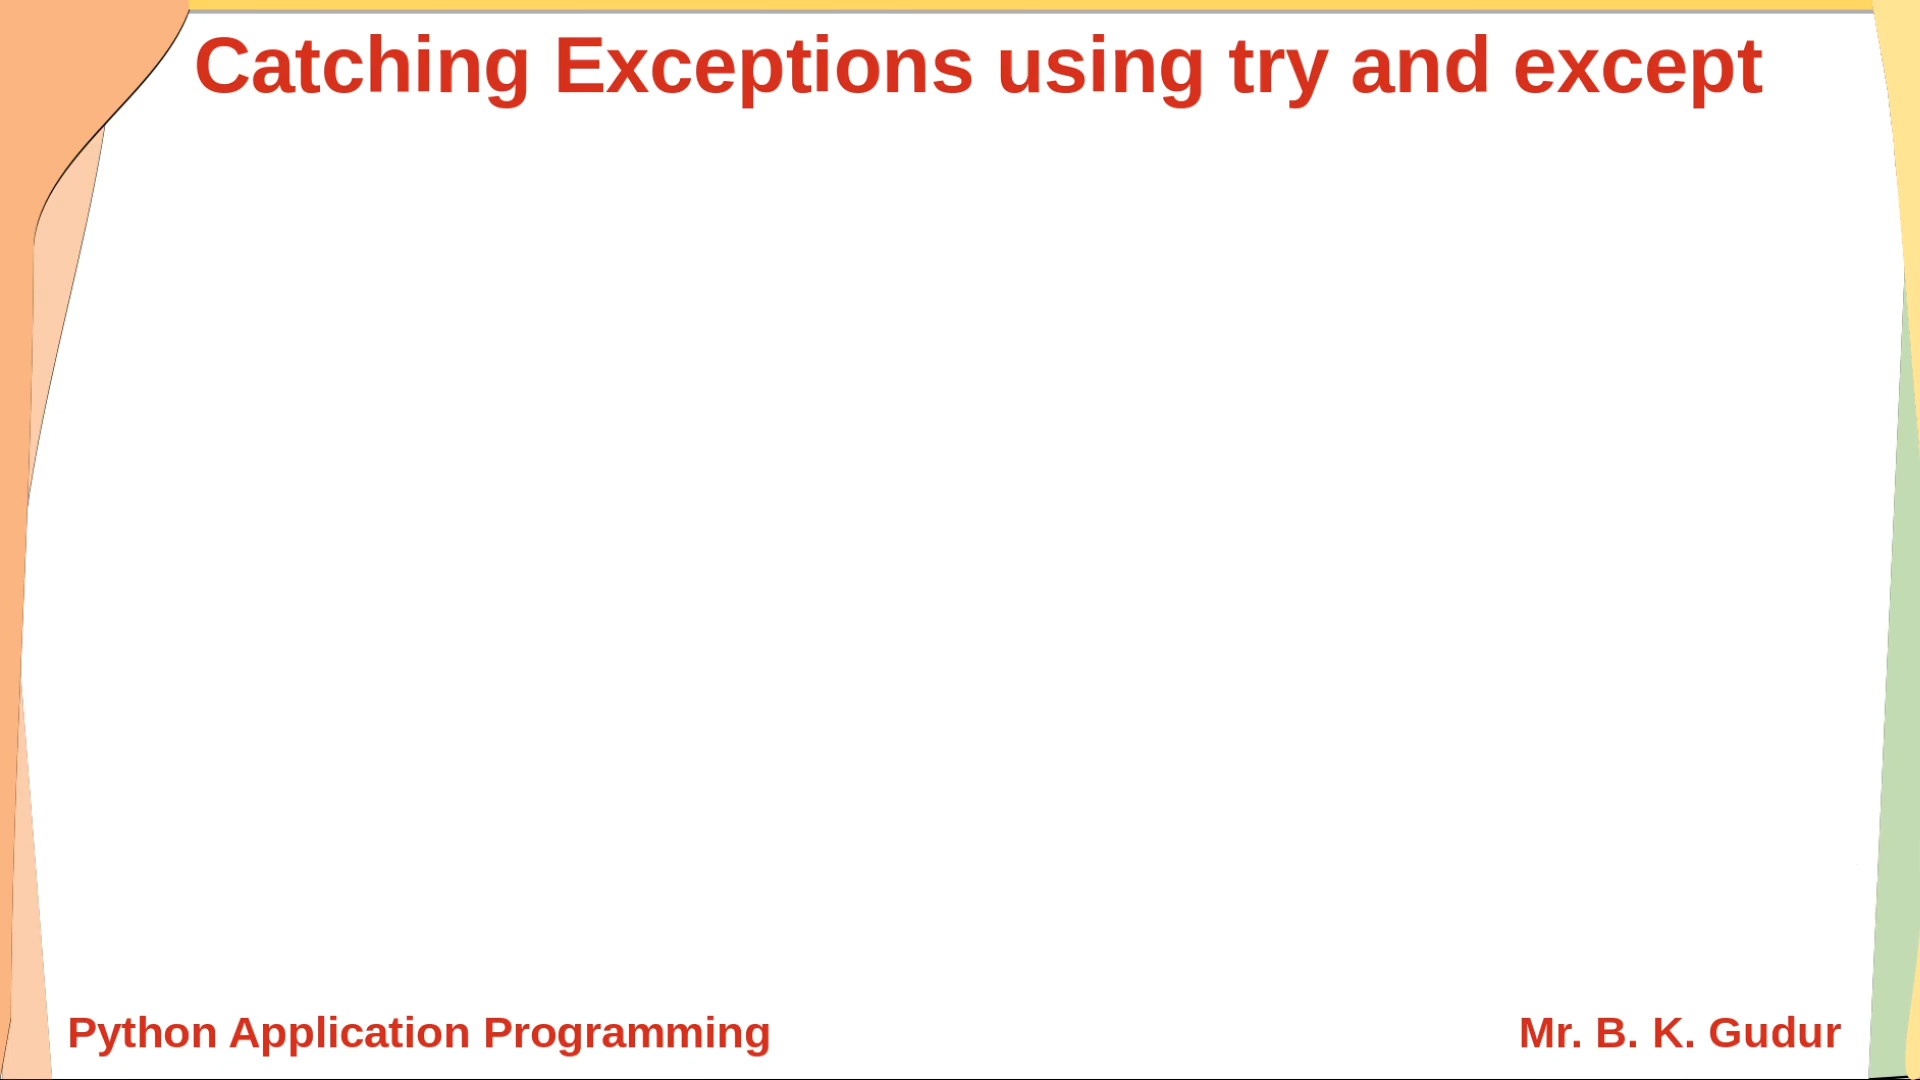 Catching Exceptions using try and except
Python Application Programming
Mr. B. K. Gudur